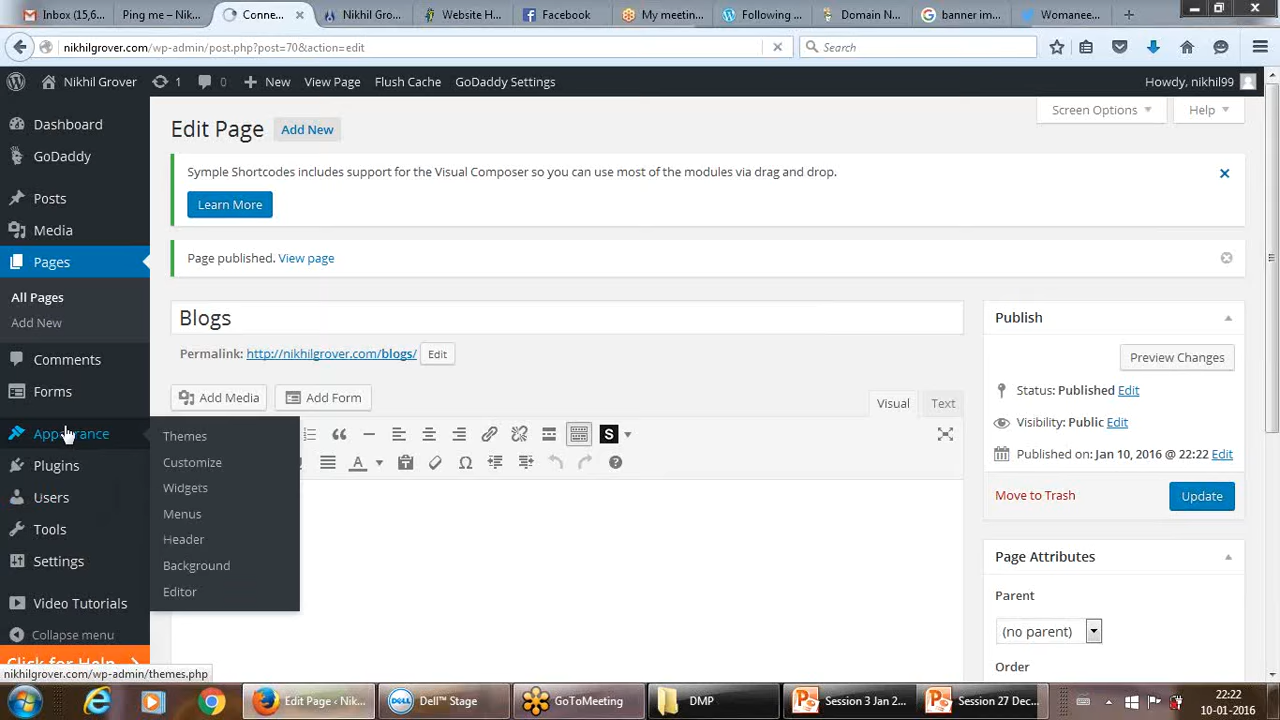 Inbox (15,6...
Ping me – Nikh...
Conne...
Nikhil Grover...
Website H...
Facebook
My meetin...
Following ...
Domain N...
banner im...
Womanee...
nikhilgrover.com/wp-admin/post.php?post=70&action=edit
Search
Nikhil Grover
1
0
New
View Page
Flush Cache
GoDaddy Settings
Howdy, nikhil99
Dashboard
GoDaddy
Posts
Media
Pages
All Pages
Add New
Comments
Forms
Appearance
Plugins
Users
Tools
Settings
Video Tutorials
Collapse menu
Click for Help
Themes
Customize
Widgets
Menus
Header
Background
Editor
Screen Options
Help
Edit Page
Add New
Symple Shortcodes includes support for the Visual Composer so you can use most of the modules via drag and drop.
Learn More
Page published. View page
Blogs
Permalink: http://nikhilgrover.com/blogs/ Edit
Add Media
Add Form
Visual
Text
S
A
Publish
Preview Changes
Status: Published Edit
Visibility: Public Edit
Published on: Jan 10, 2016 @ 22:22 Edit
Move to Trash
Update
Page Attributes
Parent
(no parent)
Order
nikhilgrover.com/wp-admin/themes.php
Edit Page ‹ Nik...
DELL
Dell™ Stage
GoToMeeting
DMP
Session 3 Jan 2...
Session 27 Dec...
22:22
10-01-2016